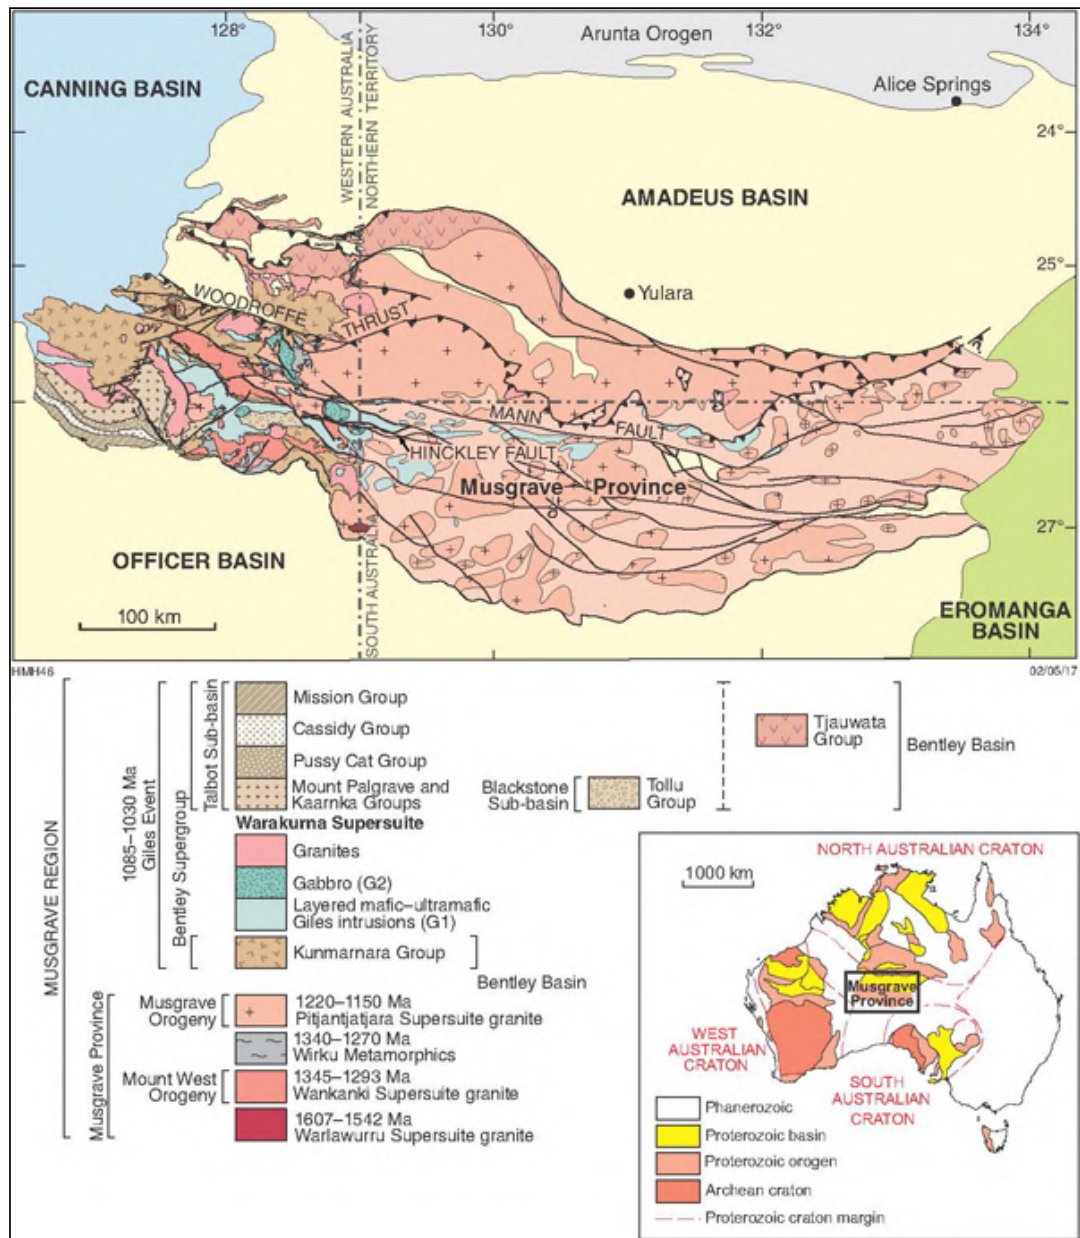 128°
130°
132°
134°
Arunta Orogen
CANNING BASIN
Alice Springs
WESTERN AUSTRALIA
NORTHERN TERRITORY
24°
AMADEUS BASIN
25°
WOODROFFE
THRUST
Yulara
MANN
FAULT
HINCKLEY FAULT
Musgrave Province
27°
OFFICER BASIN
SOUTH AUSTRALIA
100 km
EROMANGA
BASIN
HMH46
02/05/17
MUSGRAVE REGION
1085–1030 Ma
Giles Event
Bentley Supergroup
Talbot Sub-basin
Mission Group
Cassidy Group
Pussy Cat Group
Mount Palgrave and
Kaarnka Groups
Blackstone
Sub-basin
Tollu
Group
Tjauwata
Group
Bentley Basin
Warakurna Supersuite
Granites
Gabbro (G2)
Layered mafic–ultramafic
Giles intrusions (G1)
Kunmarnara Group
Bentley Basin
Musgrave Province
Musgrave
Orogeny
1220–1150 Ma
Pitjantjatjara Supersuite granite
1340–1270 Ma
Wirku Metamorphics
Mount West
Orogeny
1345–1293 Ma
Wankanki Supersuite granite
1607–1542 Ma
Warlawurru Supersuite granite
NORTH AUSTRALIAN CRATON
1000 km
Musgrave
Province
WEST
AUSTRALIAN
CRATON
SOUTH
AUSTRALIAN
CRATON
Phanerozoic
Proterozoic basin
Proterozoic orogen
Archean craton
Proterozoic craton margin